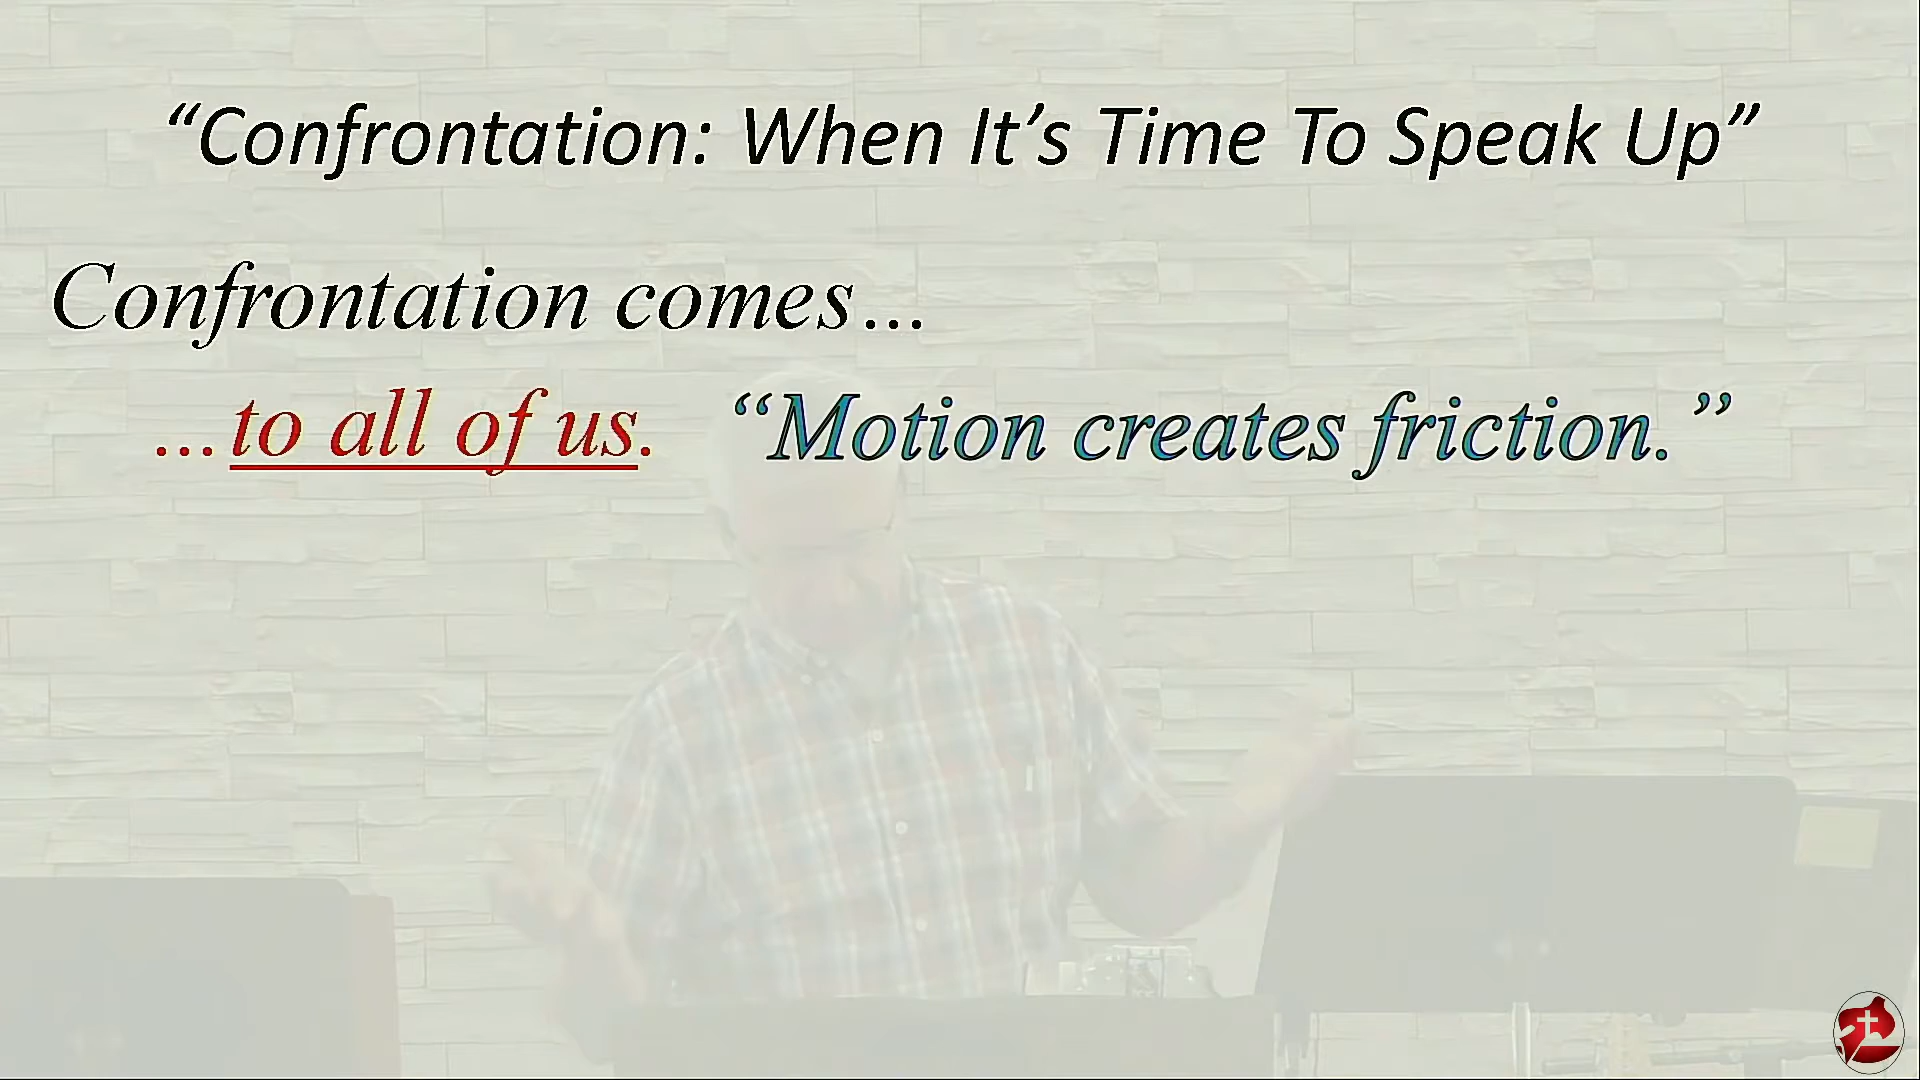 “Confrontation: When It’s Time To Speak Up”
Confrontation comes…
…to all of us. “Motion creates friction.”